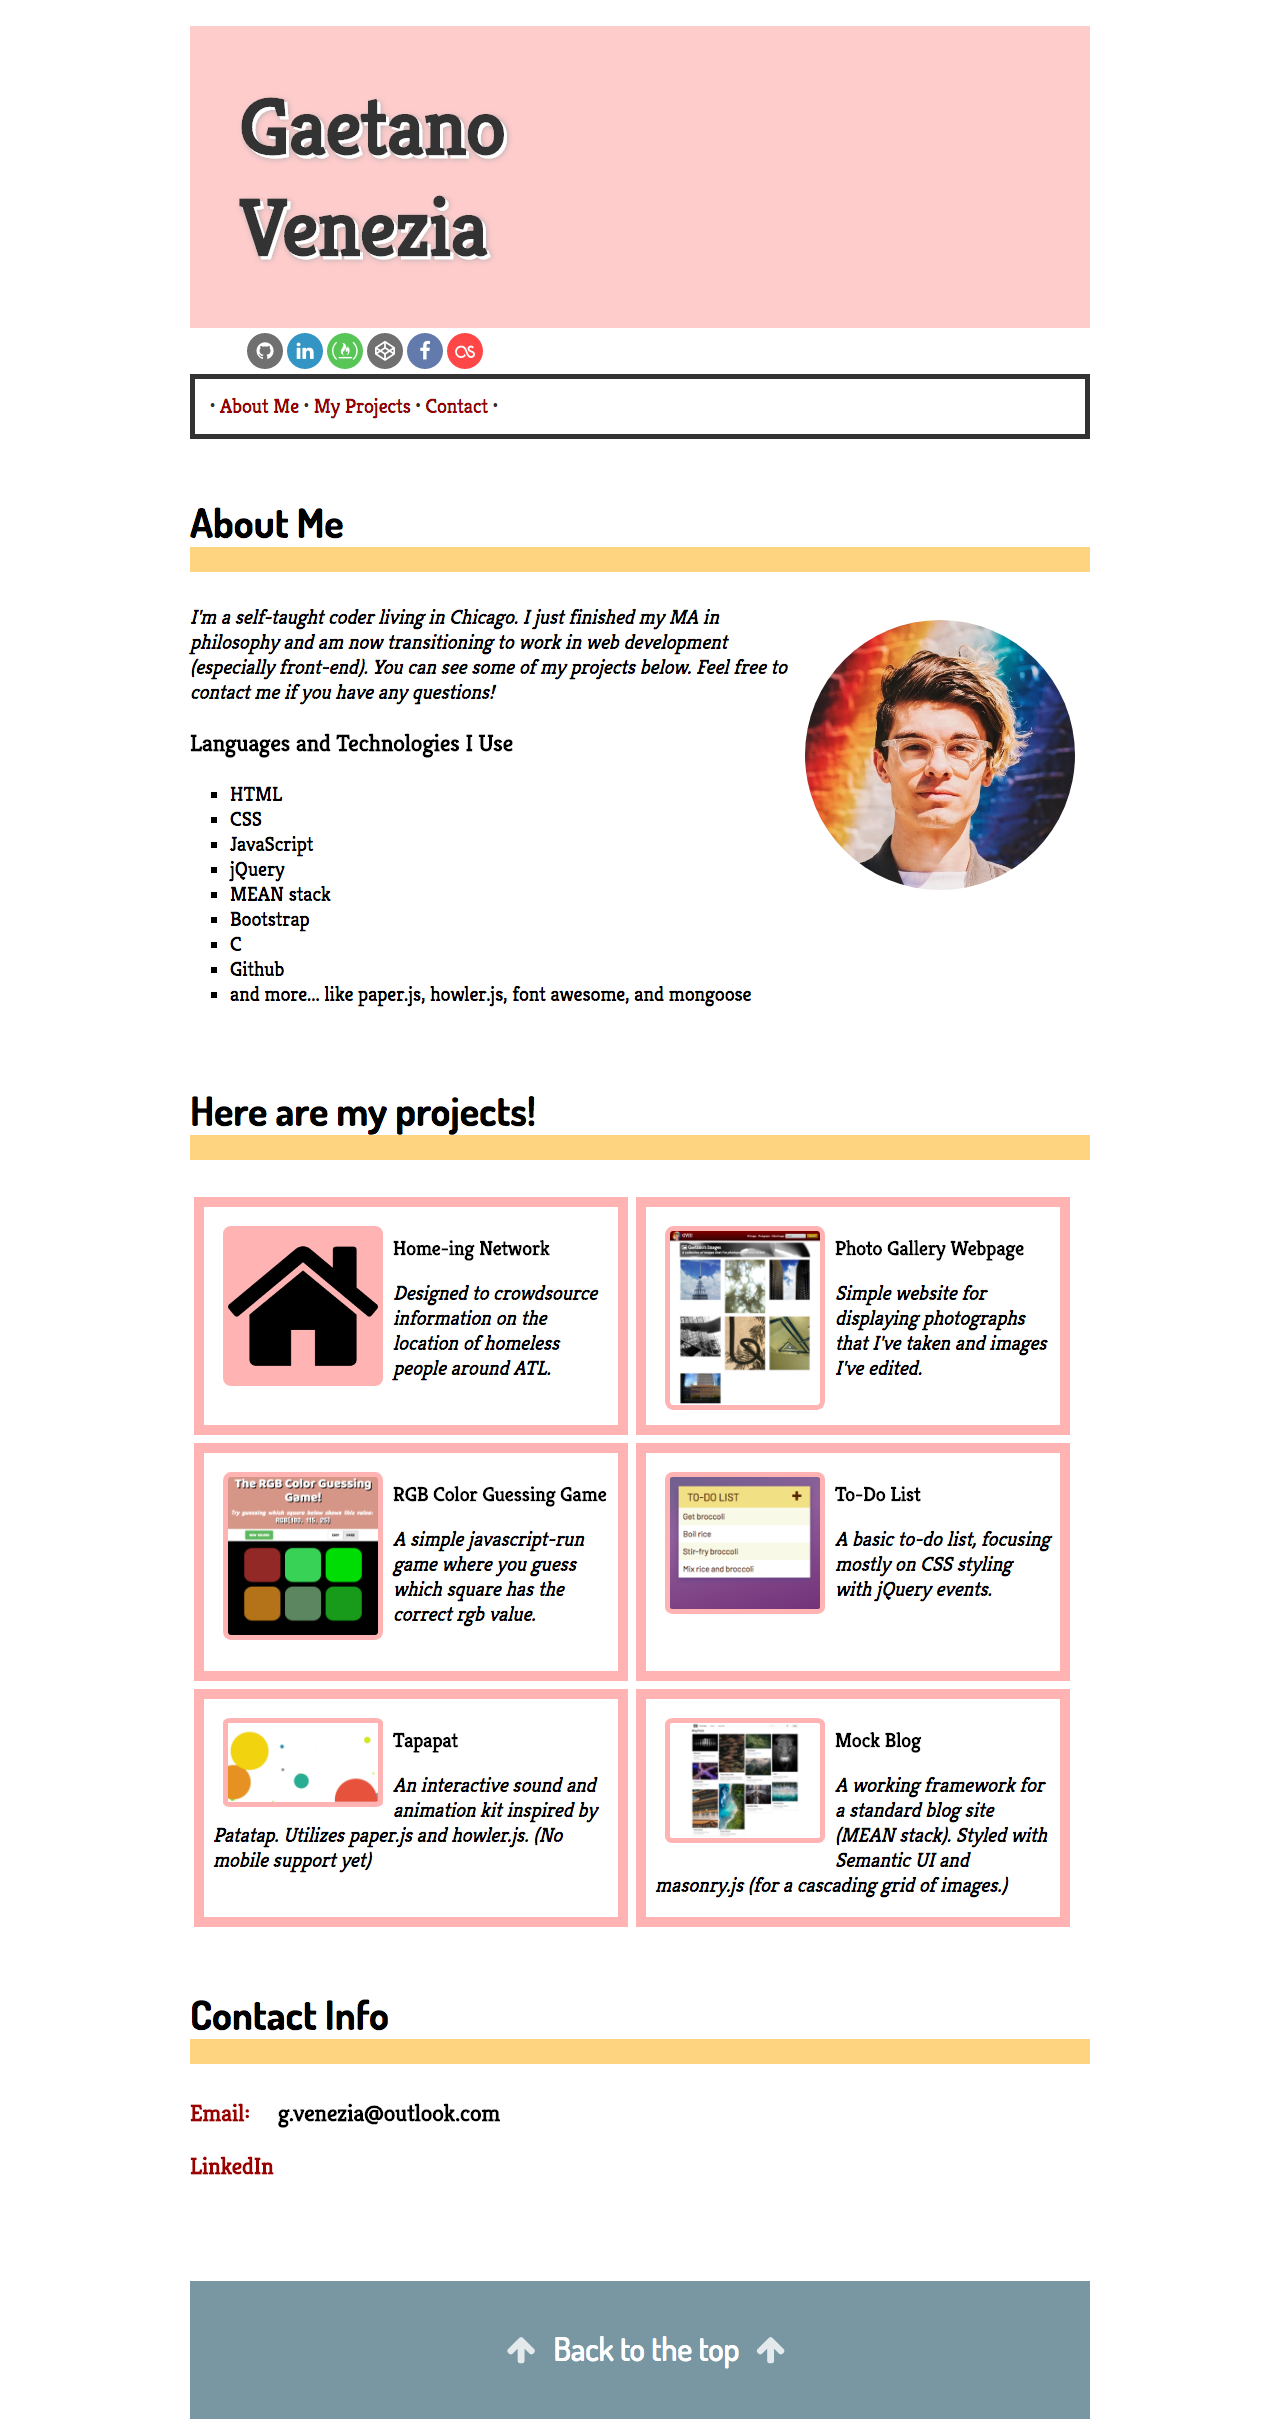 Gaetano
Venezia
in
f
• About Me • My Projects • Contact •
About Me
I'm a self-taught coder living in Chicago. I just finished my MA in
philosophy and am now transitioning to work in web development
(especially front-end). You can see some of my projects below. Feel free to
contact me if you have any questions!
Languages and Technologies I Use
HTML
CSS
JavaScript
jQuery
MEAN stack
Bootstrap
C
Github
and more... like paper.js, howler.js, font awesome, and mongoose
Here are my projects!
Home-ing Network
Designed to crowdsource
information on the
location of homeless
people around ATL.
Photo Gallery Webpage
Simple website for
displaying photographs
that I've taken and images
I've edited.
The RGB Color Guessing
Game!
Try guessing which square below shows this value:
RGB Color Guessing Game
A simple javascript-run
game where you guess
which square has the
correct rgb value.
TO-DO LIST +
Get broccoli
Boil rice
Stir-fry broccoli
Mix rice and broccoli
To-Do List
A basic to-do list, focusing
mostly on CSS styling
with jQuery events.
Tapapat
An interactive sound and
animation kit inspired by
Patatap. Utilizes paper.js and howler.js. (No
mobile support yet)
Mock Blog
A working framework for
a standard blog site
(MEAN stack). Styled with
Semantic UI and
masonry.js (for a cascading grid of images.)
Contact Info
Email: g.venezia@outlook.com
LinkedIn
Back to the top